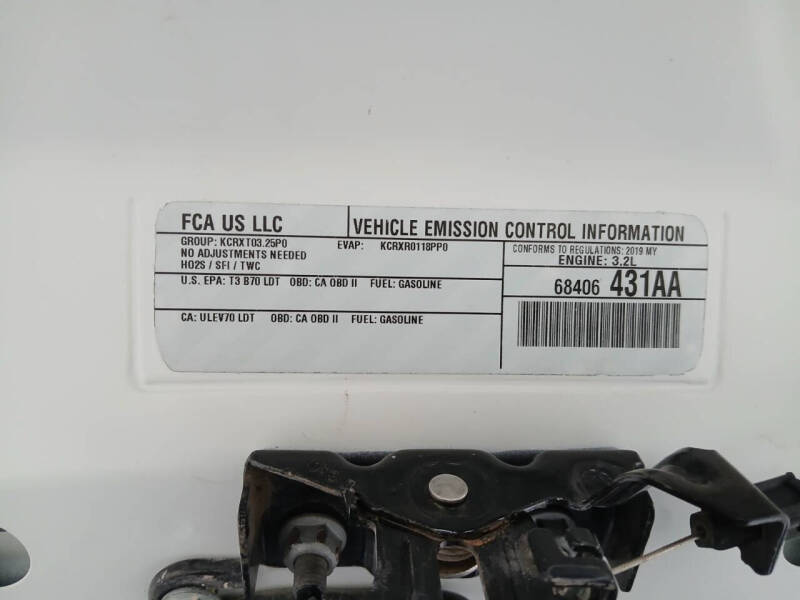 FCA US LLC
VEHICLE EMISSION CONTROL INFORMATION
GROUP: KCRXT03.25P0 EVAP: KCRXR0118PP0
NO ADJUSTMENTS NEEDED
HO2S / SFI / TWC
CONFORMS TO REGULATIONS: 2019 MY
ENGINE: 3.2L
U.S. EPA: T3 B70 LDT OBD: CA OBD II FUEL: GASOLINE
68406 431AA
CA: ULEV70 LDT OBD: CA OBD II FUEL: GASOLINE